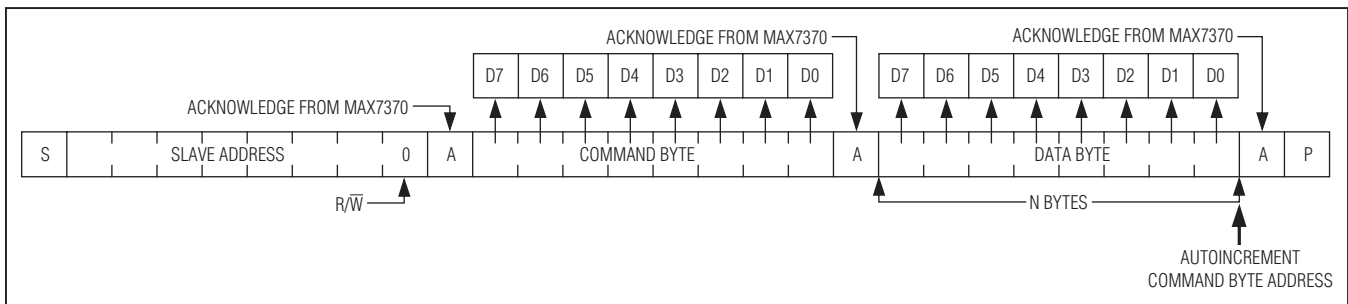 ACKNOWLEDGE FROM MAX7370
ACKNOWLEDGE FROM MAX7370
D7 D6 D5 D4 D3 D2 D1 D0
D7 D6 D5 D4 D3 D2 D1 D0
ACKNOWLEDGE FROM MAX7370
S SLAVE ADDRESS 0 A COMMAND BYTE A DATA BYTE A P
R/W̅
N BYTES
AUTOINCREMENT
COMMAND BYTE ADDRESS